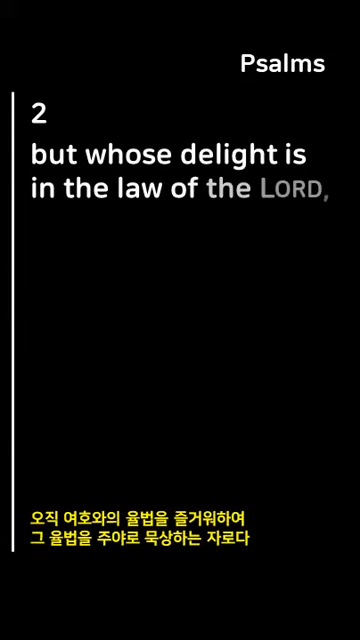 Psalms
2
but whose delight is
in the law of the LORD,
오직 여호와의 율법을 즐거워하여
그 율법을 주야로 묵상하는 자로다